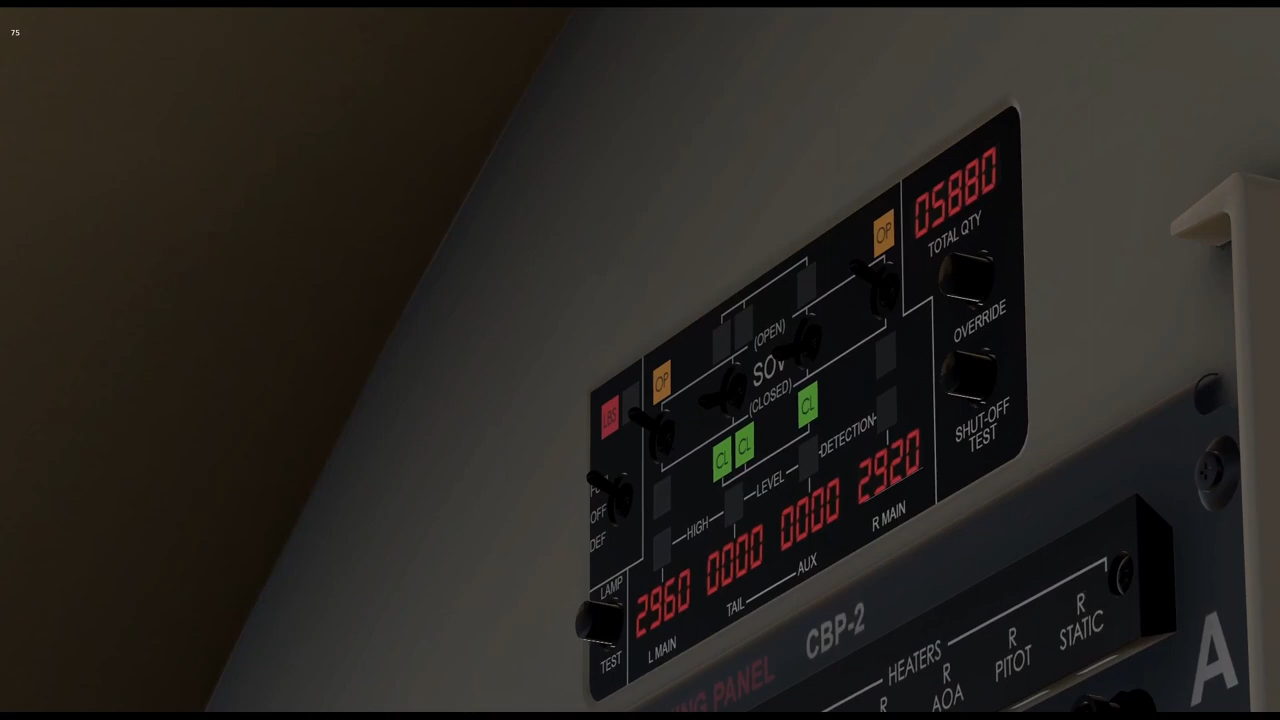 75
05880
TOTAL QTY
OP
OVERRIDE
(OPEN)
SOV
(CLOSED)
OP
LBS
CL
CL CL
SHUT-OFF
TEST
DETECTION
LEVEL
HIGH
OFF
DEF
LAMP
TEST
2960 0000 0000 2920
L MAIN TAIL AUX R MAIN
CBP-2
ING PANEL
HEATERS
R
AOA
R
PITOT
R
STATIC
R
A